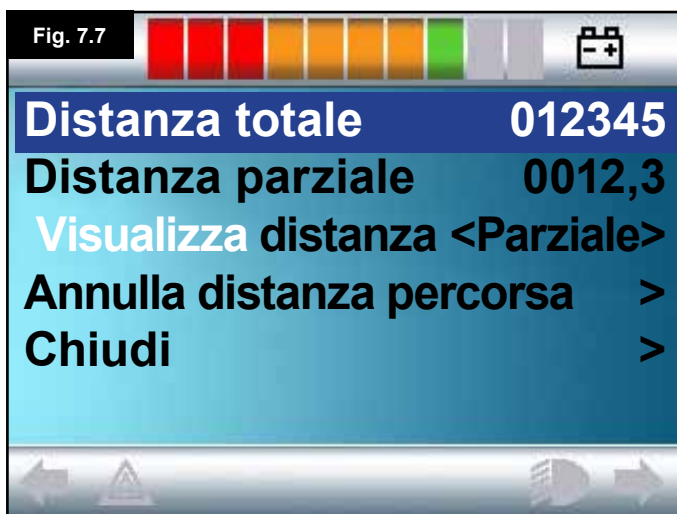 Fig. 7.7
Distanza totale 012345
Distanza parziale 0012,3
Visualizza distanza <Parziale>
Annulla distanza percorsa >
Chiudi >